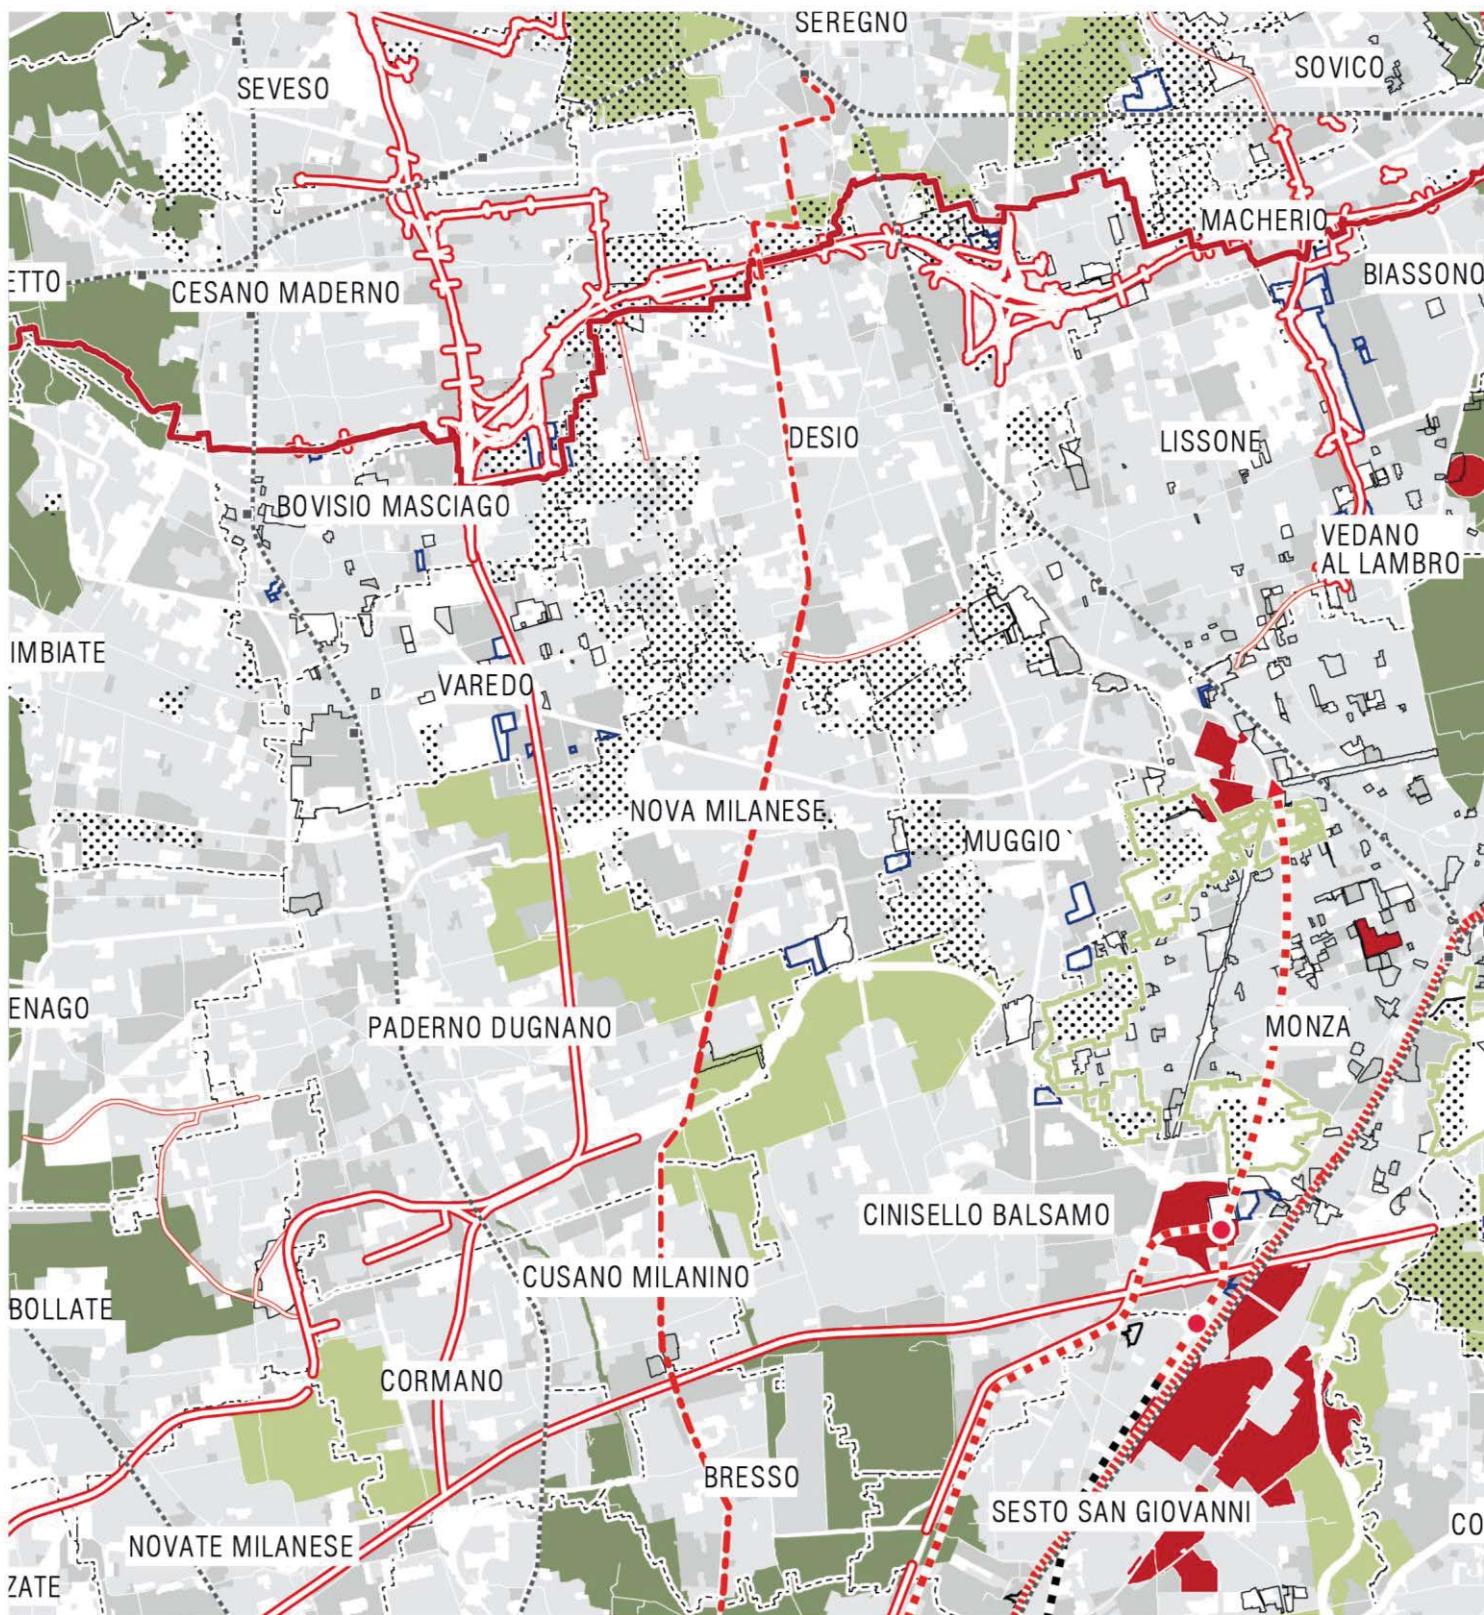 SEREGNO
SOVICO
SEVESO
MACHERIO
ETTO
CESANO MADERNO
BIASSONO
DESIO
LISSONE
BOVISIO MASCIAGO
VEDANO
AL LAMBRO
IMBIATE
VAREDO
NOVA MILANESE
MUGGIO`
ENAGO
PADERNO DUGNANO
MONZA
CINISELLO BALSAMO
CUSANO MILANINO
BOLLATE
CORMANO
BRESSO
SESTO SAN GIOVANNI
CO
NOVATE MILANESE
ZATE